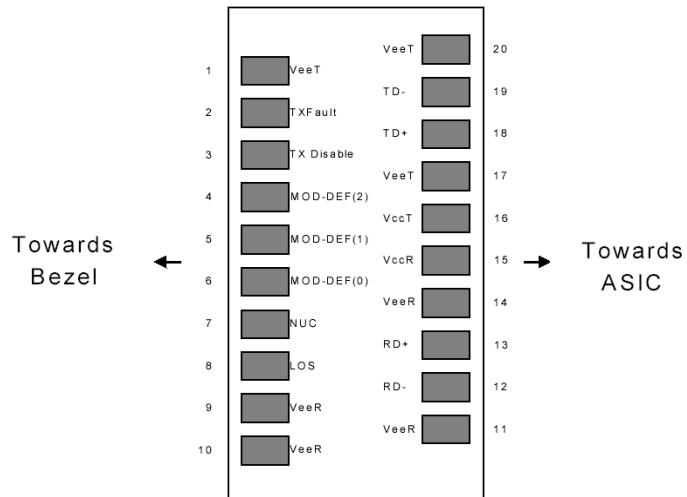 VeeT 20
1 VeeT
TD- 19
2 TXFault
TD+ 18
3 TX Disable
VeeT 17
4 MOD-DEF(2)
VccT 16
5 MOD-DEF(1)
Towards
Bezel
VccR 15
Towards
ASIC
6 MOD-DEF(0)
VeeR 14
7 NUC
RD+ 13
8 LOS
RD- 12
9 VeeR
VeeR 11
10 VeeR